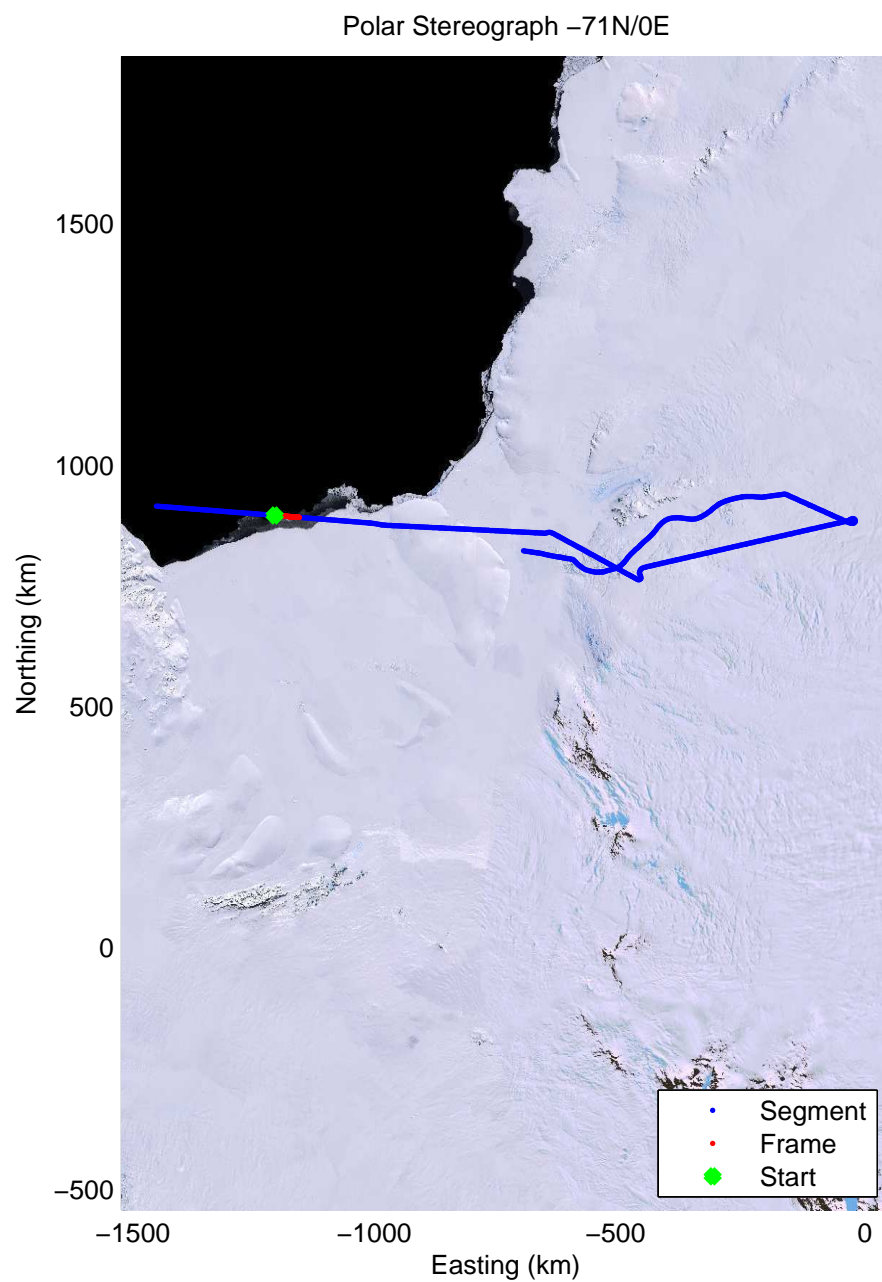 Polar Stereograph −71N/0E
1500
1000
500
0
−500
Northing (km)
−1500
−1000
−500
0
Easting (km)
Segment
Frame
Start